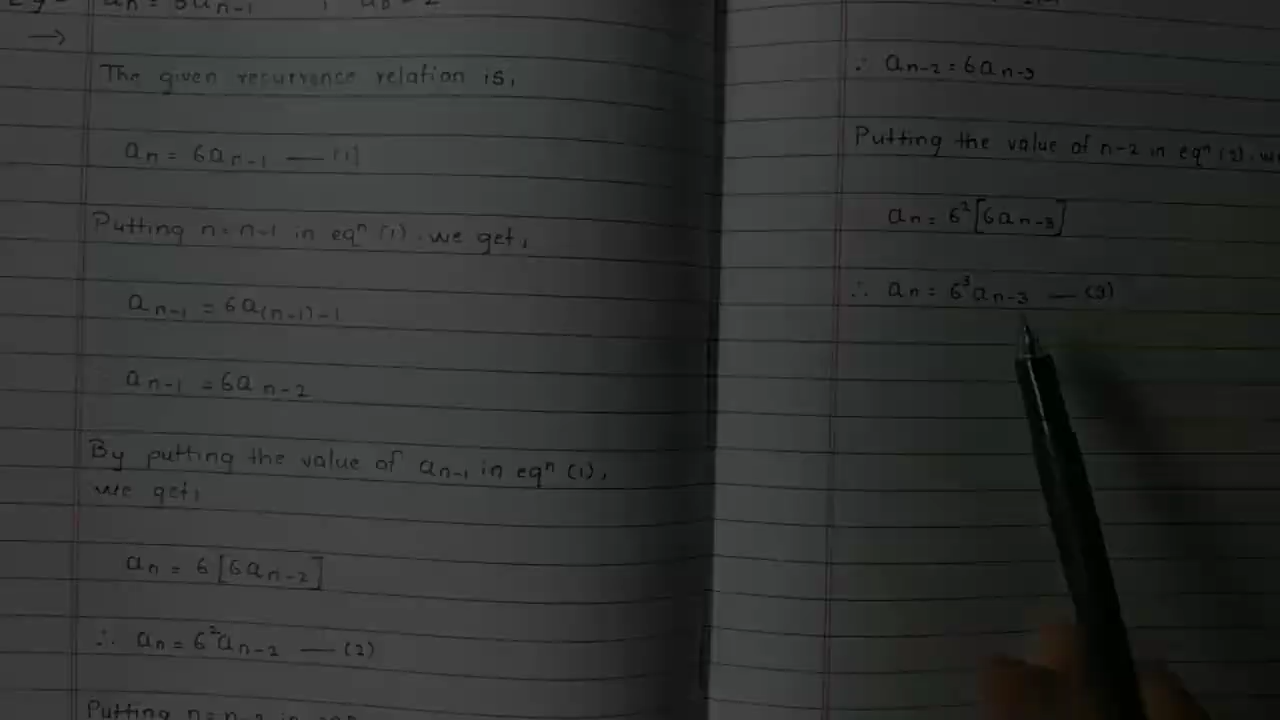 →
The given recurrence relation is,
an = 6an-1 — (1)
Putting n = n-1 in eqⁿ (1). we get,
an-1 = 6a(n-1)-1
an-1 = 6an-2
By putting the value of an-1 in eqⁿ (1),
we get,
an = 6[6an-2]
∴ an = 6²an-2 — (2)
Putting n = n-2 in
∴ an-2 = 6an-3
Putting the value of n-2 in eqⁿ (2). we
an = 6²[6an-3]
∴ an = 6³an-3 — (3)